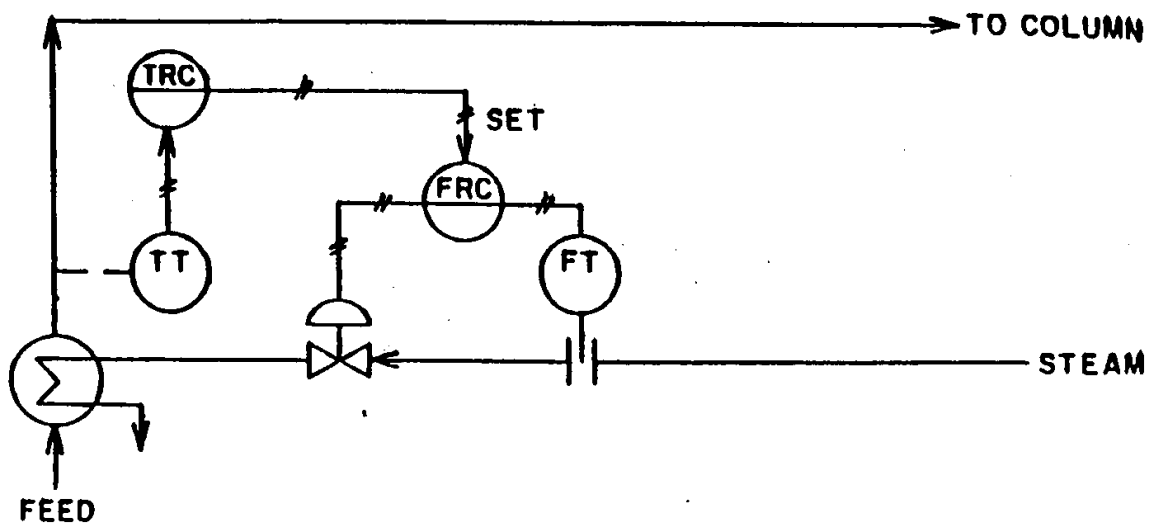 TO COLUMN
TRC
SET
FRC
TT
FT
STEAM
FEED